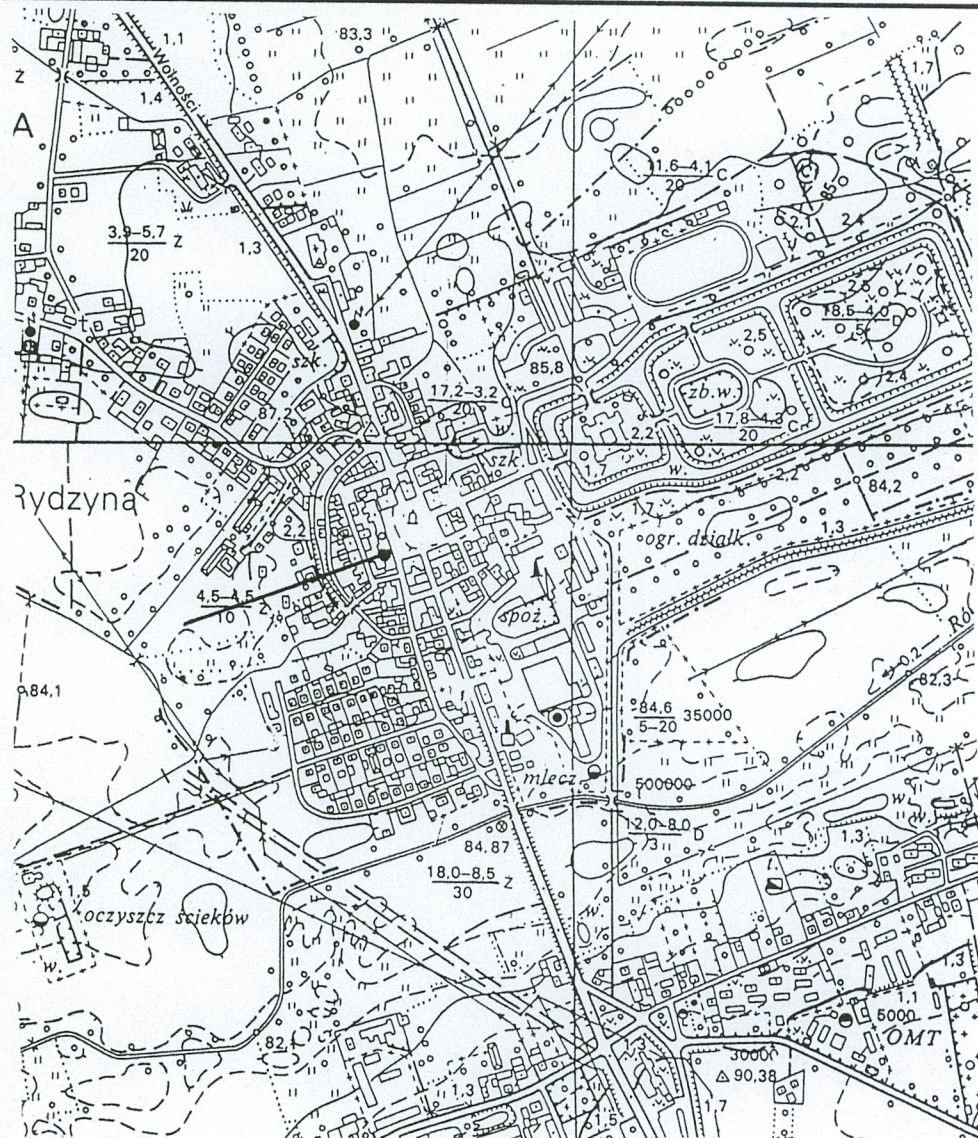 1,1
83,3
Ż
1,4
Wolności
1,7
A
11,6–4,1
20
C
85
2,4
3,9–5,7
20
Ż
1,3
2,5
18,5–4,0
5
2,5
szk.
85,8
17,2–3,2
20
zb.w.
2,4
87,2
17,8–4,3
20
C
2,2
szk.
w.
1,7
2,2
84,2
Rydzyna
1,7
2,2
ogr. działk.
1,3
4,5–4,5
10
Ż
spoż.
84,1
Ró
0,2
82,3
84,6
5–20
35000
mlecz.
500000
84,87
12,0–8,0
3
D
w.
w.
1,3
18,0–8,5
30
Ż
1,5
oczyszcz ścieków
w.
w
1,3
1,1
5000
OMT
82,1
3000
90,38
1,3
1,7
1,5